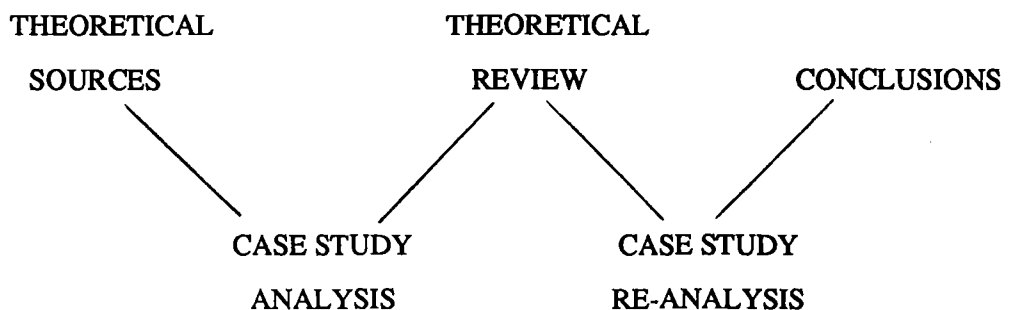 THEORETICAL
SOURCES
THEORETICAL
REVIEW
CONCLUSIONS
CASE STUDY
ANALYSIS
CASE STUDY
RE-ANALYSIS